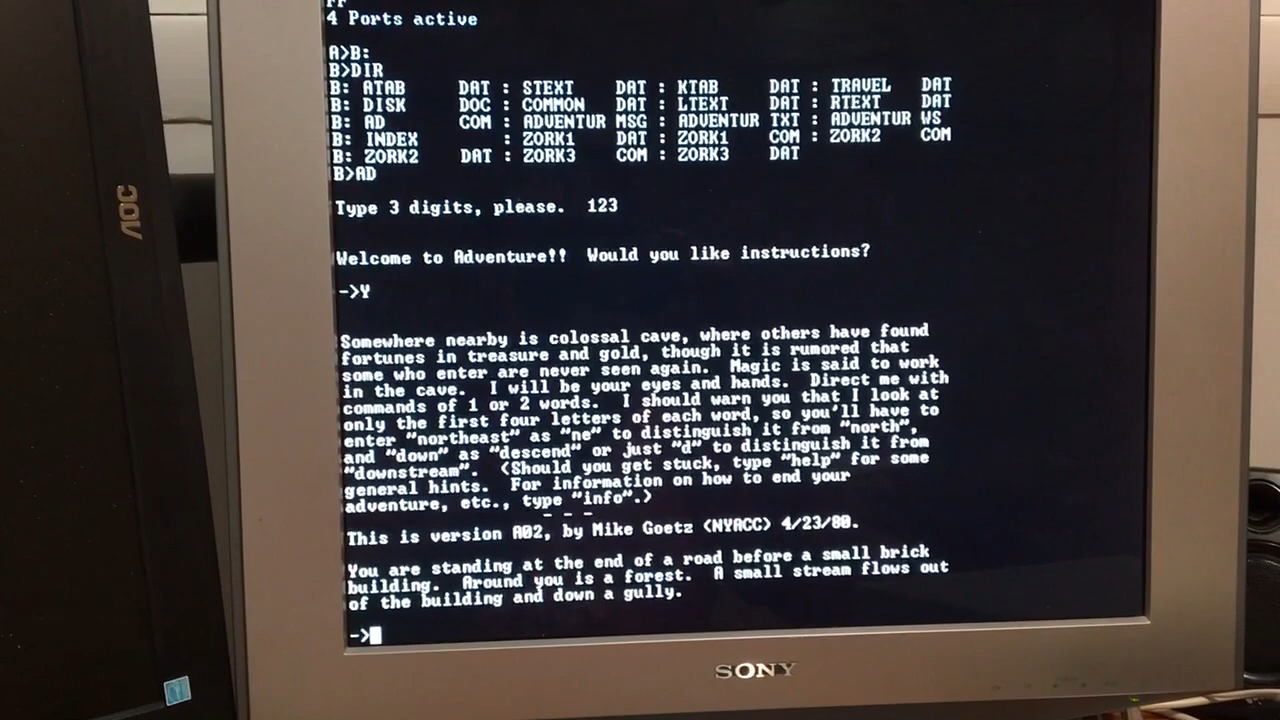 4 Ports active
A>B:
B>DIR
B: ATAB DAT : STEXT DAT : KTAB DAT : TRAVEL DAT
B: DISK DOC : COMMON DAT : LTEXT DAT : RTEXT DAT
B: AD COM : ADVENTUR MSG : ADVENTUR TXT : ADVENTUR WS
B: INDEX : ZORK1 DAT : ZORK1 COM : ZORK2 COM
B: ZORK2 DAT : ZORK3 COM : ZORK3 DAT
B>AD
Type 3 digits, please. 123
Welcome to Adventure!! Would you like instructions?
->Y
Somewhere nearby is colossal cave, where others have found
fortunes in treasure and gold, though it is rumored that
some who enter are never seen again. Magic is said to work
in the cave. I will be your eyes and hands. Direct me with
commands of 1 or 2 words. I should warn you that I look at
only the first four letters of each word, so you'll have to
enter "northeast" as "ne" to distinguish it from "north",
and "down" as "descend" or just "d" to distinguish it from
"downstream". (Should you get stuck, type "help" for some
general hints. For information on how to end your
adventure, etc., type "info".)
- - -
This is version A02, by Mike Goetz (NYACC) 4/23/80.
You are standing at the end of a road before a small brick
building. Around you is a forest. A small stream flows out
of the building and down a gully.
->
AOC
SONY